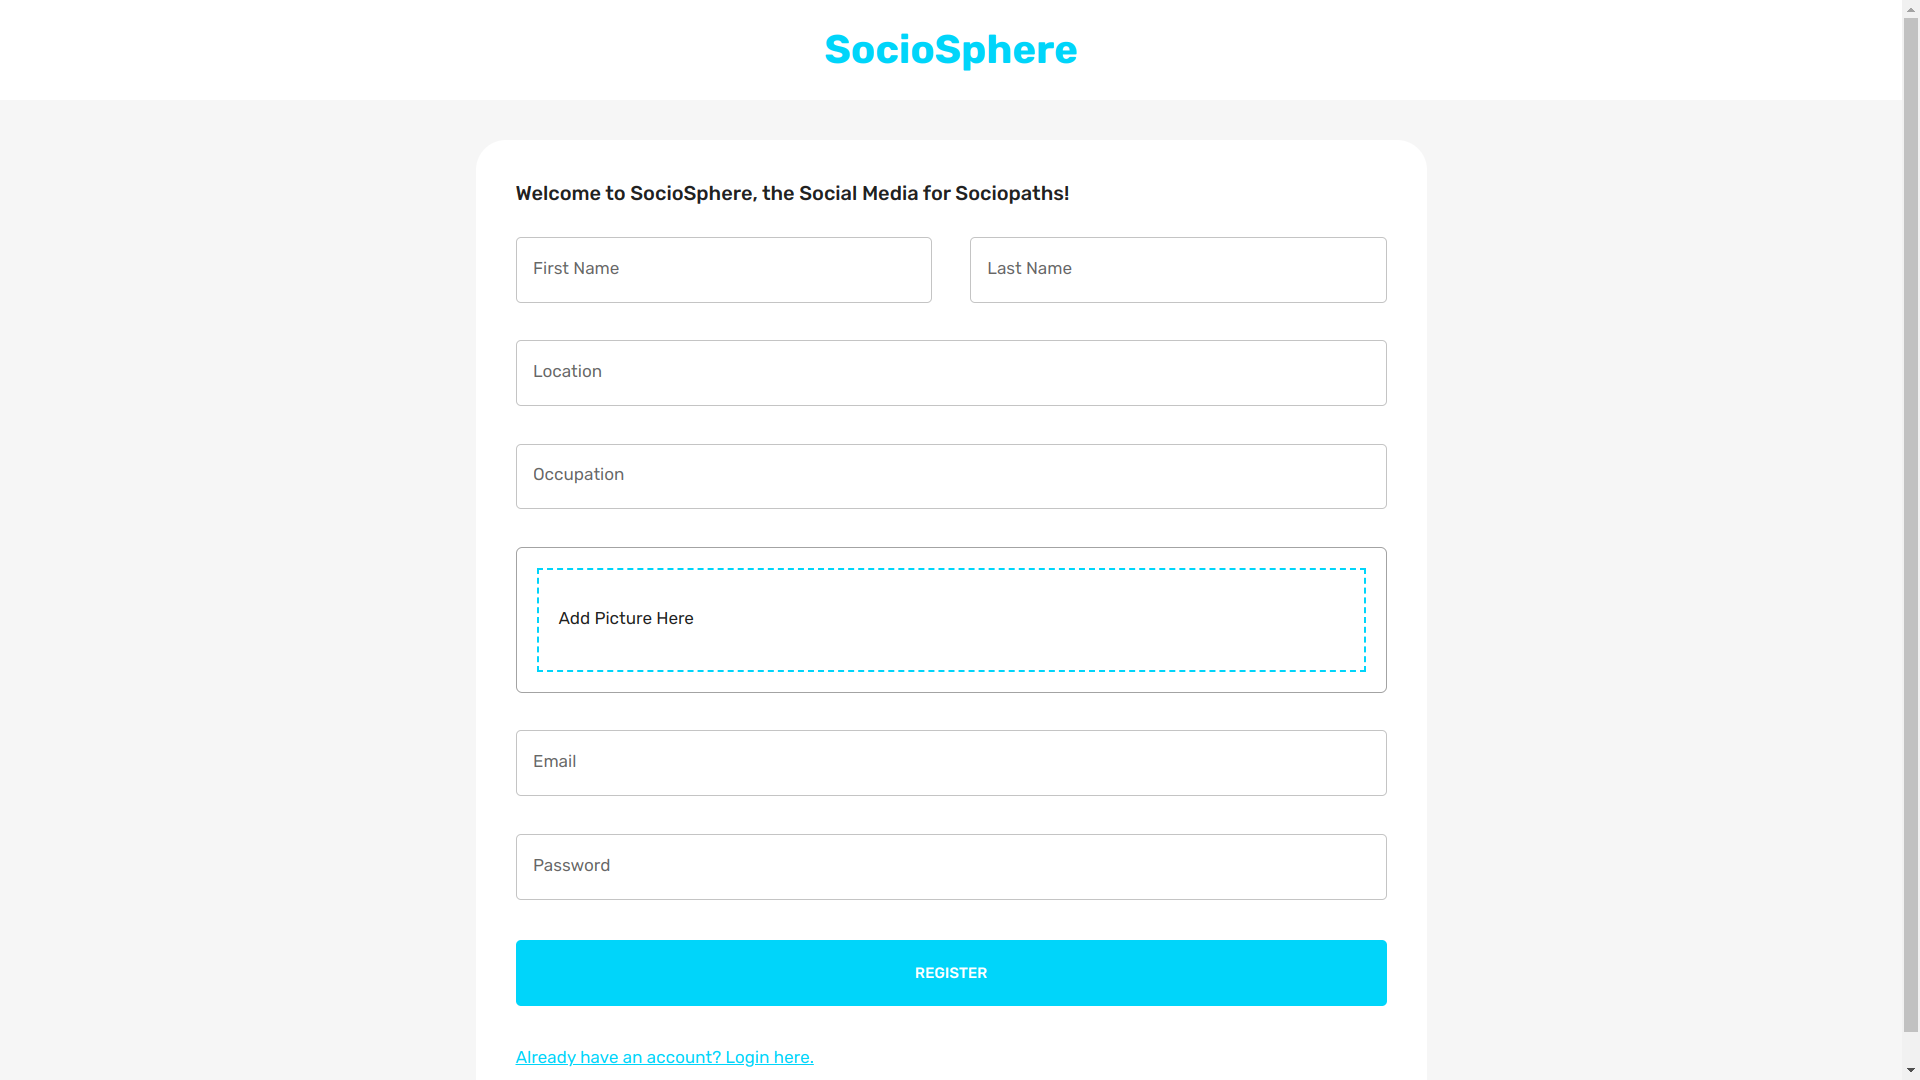 SocioSphere
Welcome to SocioSphere, the Social Media for Sociopaths!
First Name
Last Name
Location
Occupation
Add Picture Here
Email
Password
REGISTER
Already have an account? Login here.